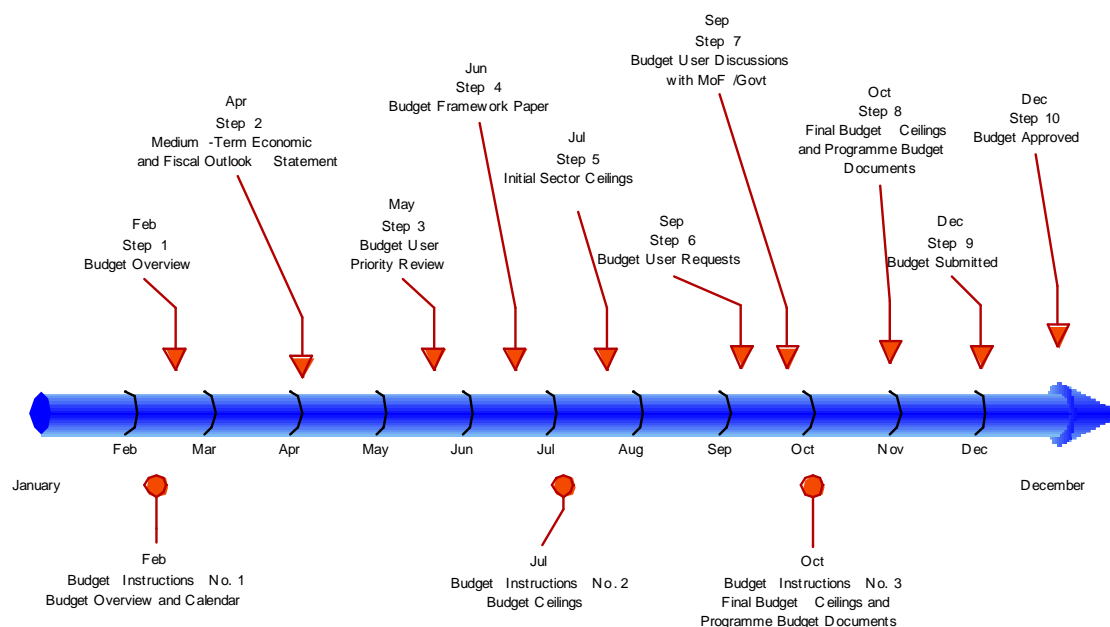 Feb
Step 1
Budget Overview
Apr
Step 2
Medium -Term Economic
and Fiscal Outlook Statement
May
Step 3
Budget User
Priority Review
Jun
Step 4
Budget Framework Paper
Jul
Step 5
Initial Sector Ceilings
Sep
Step 6
Budget User Requests
Sep
Step 7
Budget User Discussions
with MoF /Govt
Oct
Step 8
Final Budget Ceilings
and Programme Budget
Documents
Dec
Step 9
Budget Submitted
Dec
Step 10
Budget Approved
Feb Mar Apr May Jun Jul Aug Sep Oct Nov Dec
January December
Feb
Budget Instructions No. 1
Budget Overview and Calendar
Jul
Budget Instructions No. 2
Budget Ceilings
Oct
Budget Instructions No. 3
Final Budget Ceilings and
Programme Budget Documents